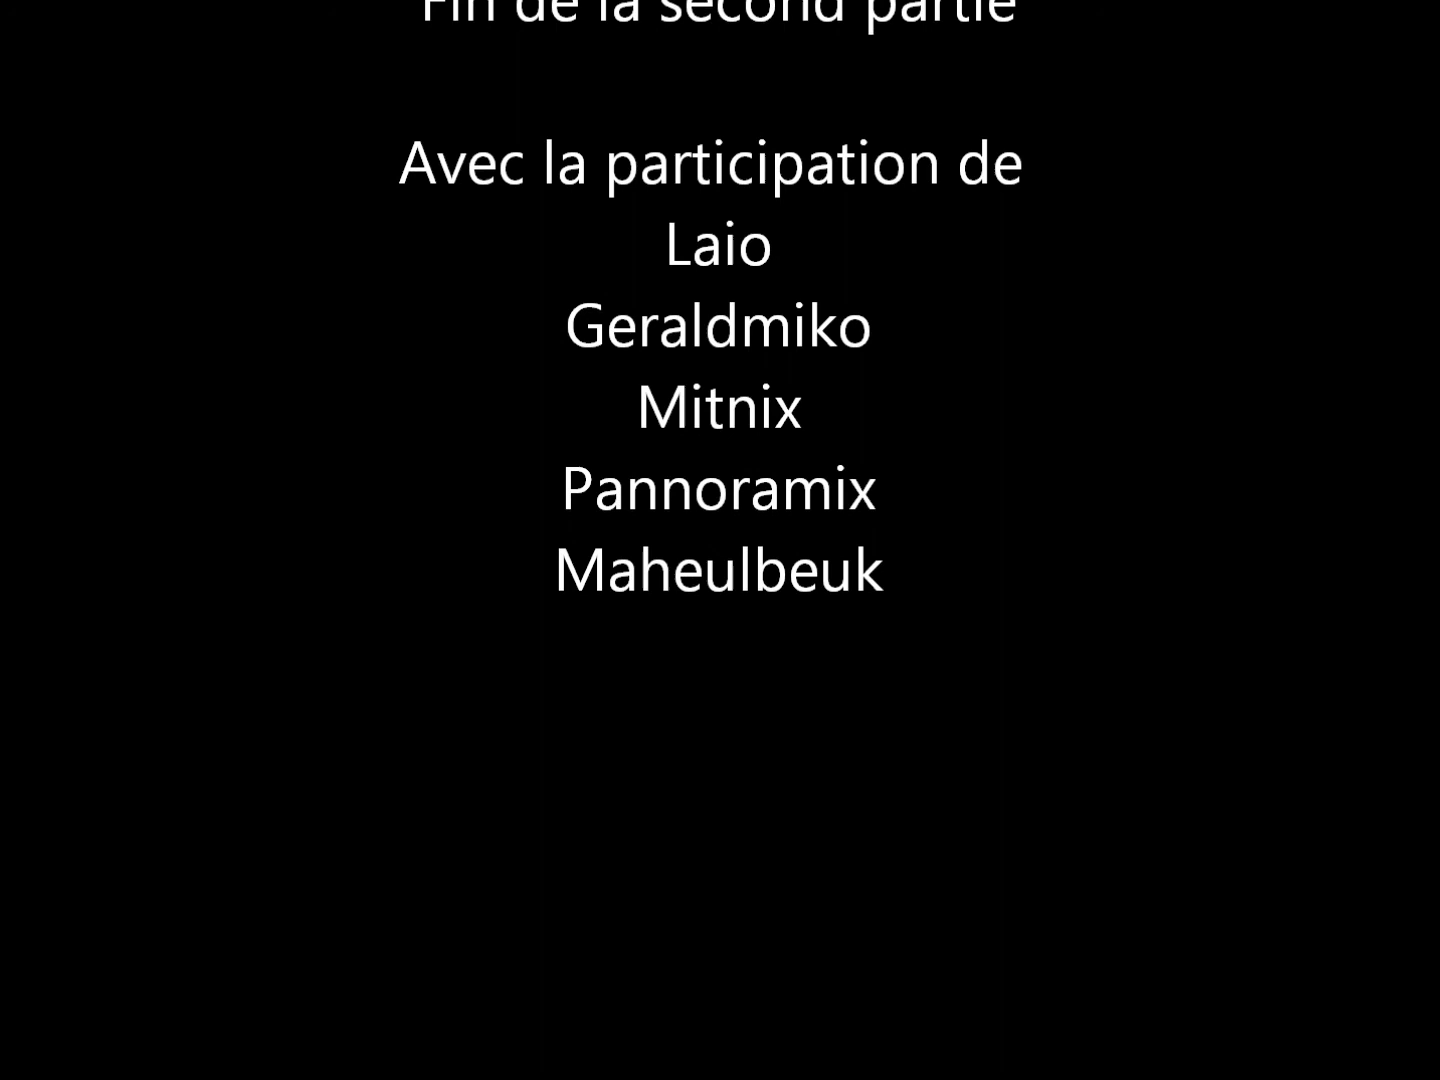 Fin de la second partie
Avec la participation de
Laio
Geraldmiko
Mitnix
Pannoramix
Maheulbeuk